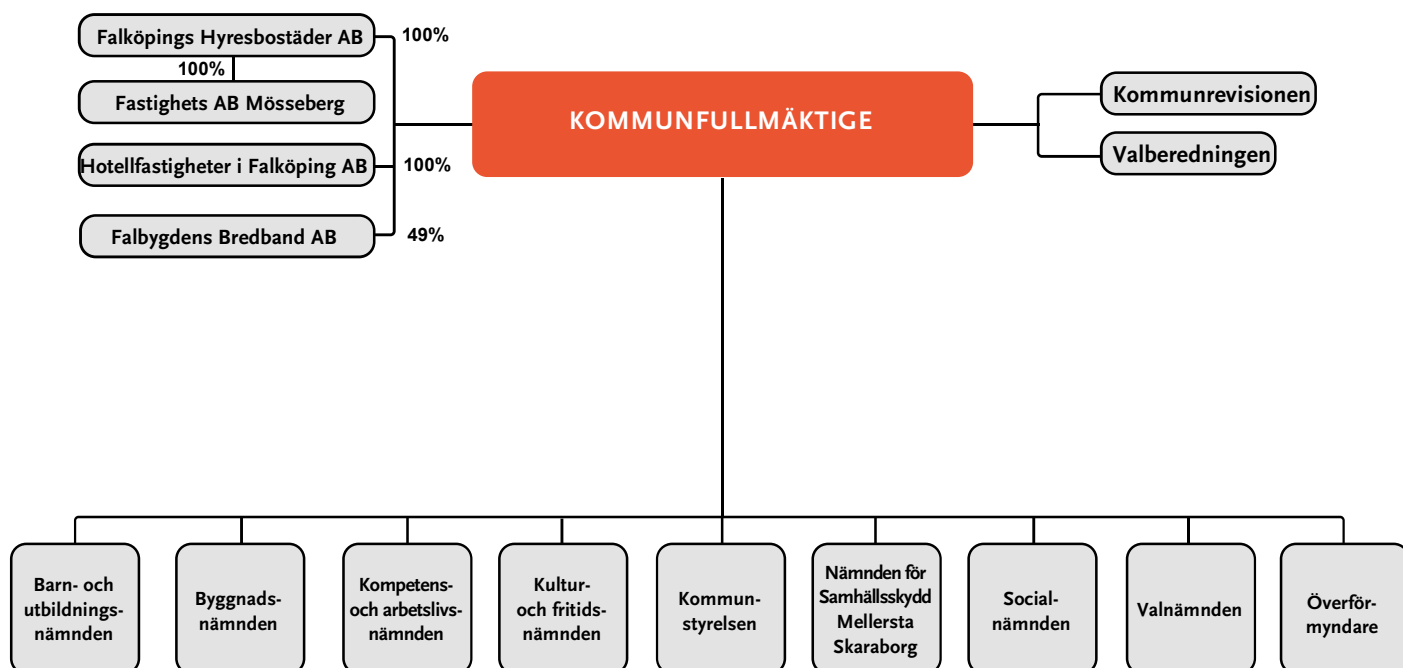 Falköpings Hyresbostäder AB
100%
100%
Fastighets AB Mösseberg
Hotellfastigheter i Falköping AB
100%
Falbygdens Bredband AB
49%
KOMMUNFULLMÄKTIGE
Kommunrevisionen
Valberedningen
Barn- och
utbildnings-
nämnden
Byggnads-
nämnden
Kompetens-
och arbetslivs-
nämnden
Kultur-
och fritids-
nämnden
Kommun-
styrelsen
Nämnden för
Samhällsskydd
Mellersta
Skaraborg
Social-
nämnden
Valnämnden
Överför-
myndare